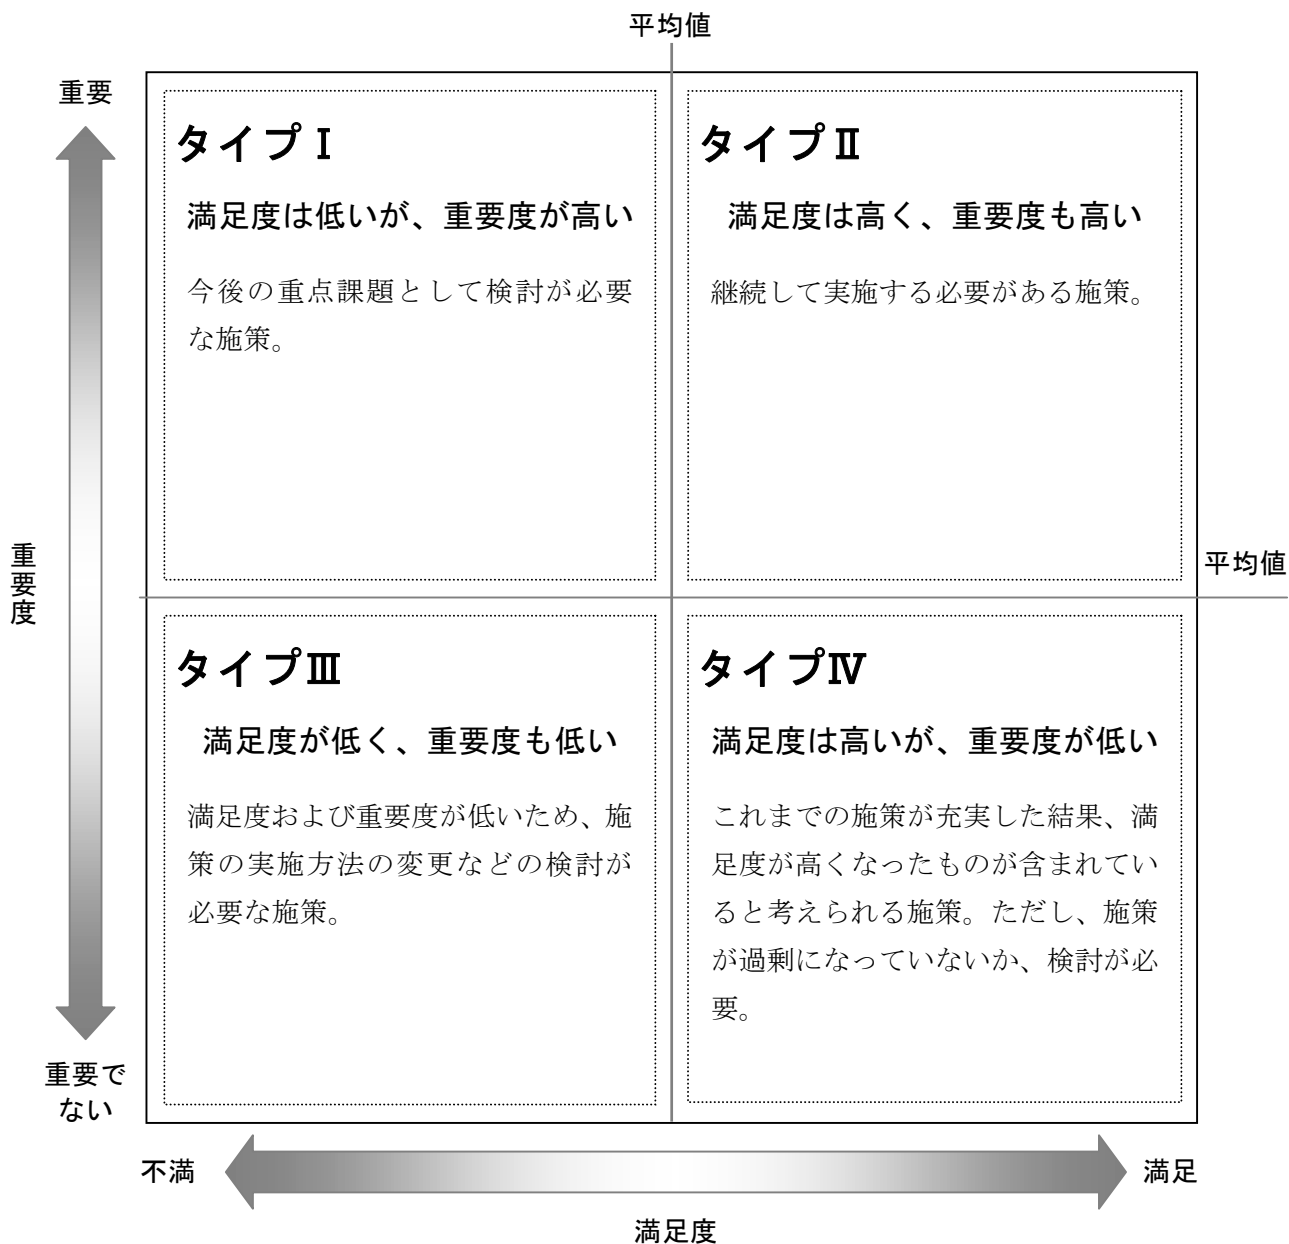 平均値
重要
タイプⅠ
満足度は低いが、重要度が高い
今後の重点課題として検討が必要
な施策。
タイプⅡ
満足度は高く、重要度も高い
継続して実施する必要がある施策。
重要度
平均値
タイプⅢ
満足度が低く、重要度も低い
満足度および重要度が低いため、施
策の実施方法の変更などの検討が
必要な施策。
タイプⅣ
満足度は高いが、重要度が低い
これまでの施策が充実した結果、満
足度が高くなったものが含まれてい
ると考えられる施策。ただし、施策
が過剰になっていないか、検討が必
要。
重要で
ない
不満
満足
満足度